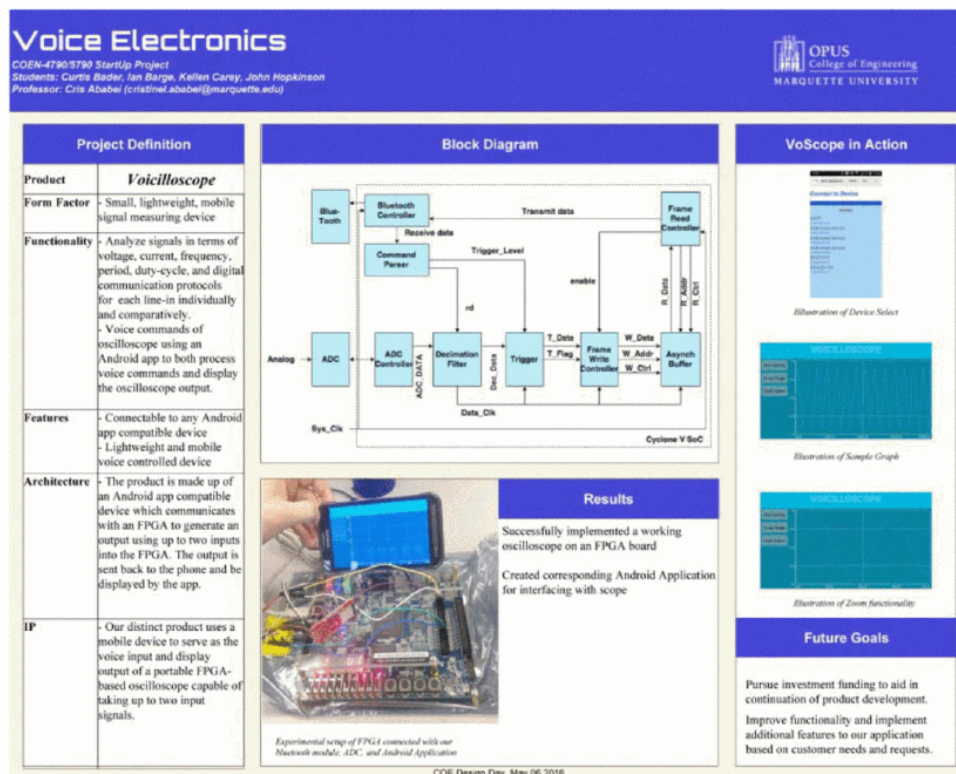 Voice Electronics
COEN-4790/5790 StartUp Project
Students: Curtis Bader, Ian Barge, Kellen Carey, John Hopkinson
Professor: Cris Ababei (cristinel.ababei@marquette.edu)
OPUS
College of Engineering
MARQUETTE UNIVERSITY
Project Definition
Product Voicilloscope
Form Factor - Small, lightweight, mobile
signal measuring device
Functionality - Analyze signals in terms of
voltage, current, frequency,
period, duty-cycle, and digital
communication protocols
for each line-in individually
and comparatively.
- Voice commands of
oscilloscope using an
Android app to both process
voice commands and display
the oscilloscope output.
Features - Connectable to any Android
app compatible device
- Lightweight and mobile
voice controlled device
Architecture - The product is made up of
an Android app compatible
device which communicates
with an FPGA to generate an
output using up to two inputs
into the FPGA. The output is
sent back to the phone and be
displayed by the app.
IP - Our distinct product uses a
mobile device to serve as the
voice input and display
output of a portable FPGA-
based oscilloscope capable of
taking up to two input
signals.
Block Diagram
Blue-
Tooth
Bluetooth
Controller
Transmit data
Frame
Read
Controller
Receive data
Command
Parser
Trigger_Level
enable
R_Data
R_Addr
R_Ctrl
rd
Analog
ADC
ADC
Controller
ADC_DATA
Decimation
Filter
Dec_Data
Trigger
T_Data
T_Flag
Frame
Write
Controller
W_Data
W_Addr
W_Ctrl
Asynch
Buffer
Data_Clk
Sys_Clk
Cyclone V SoC
Experimental setup of FPGA connected with our
bluetooth module, ADC, and Android Application
Results
Successfully implemented a working
oscilloscope on an FPGA board
Created corresponding Android Application
for interfacing with scope
VoScope in Action
Connect to Device
Illustration of Device Select
VOICILLOSCOPE
Illustration of Sample Graph
VOICILLOSCOPE
Illustration of Zoom functionality
Future Goals
Pursue investment funding to aid in
continuation of product development.
Improve functionality and implement
additional features to our application
based on customer needs and requests.
COE Design Day, May 06 2016